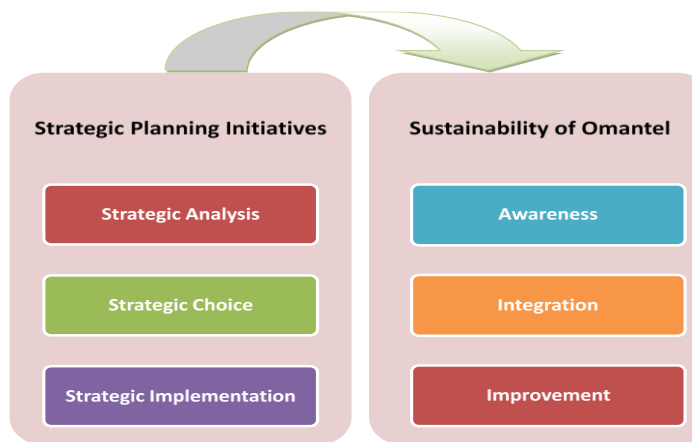 Strategic Planning Initiatives
Strategic Analysis
Strategic Choice
Strategic Implementation
Sustainability of Omantel
Awareness
Integration
Improvement